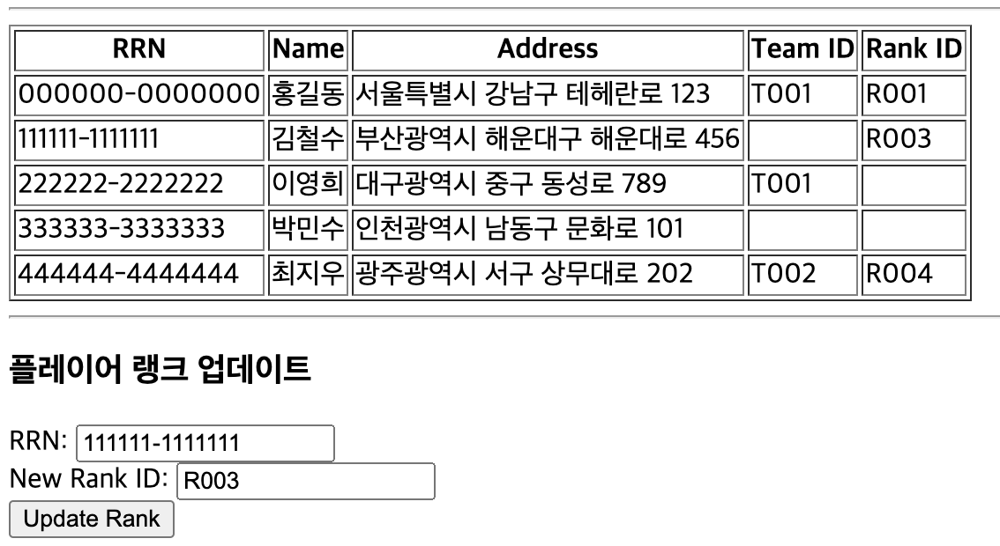 RRN Name Address Team ID Rank ID
000000-0000000 홍길동 서울특별시 강남구 테헤란로 123 T001 R001
111111-1111111 김철수 부산광역시 해운대구 해운대로 456 R003
222222-2222222 이영희 대구광역시 중구 동성로 789 T001
333333-3333333 박민수 인천광역시 남동구 문화로 101
444444-4444444 최지우 광주광역시 서구 상무대로 202 T002 R004
플레이어 랭크 업데이트
RRN: 111111-1111111
New Rank ID: R003
Update Rank